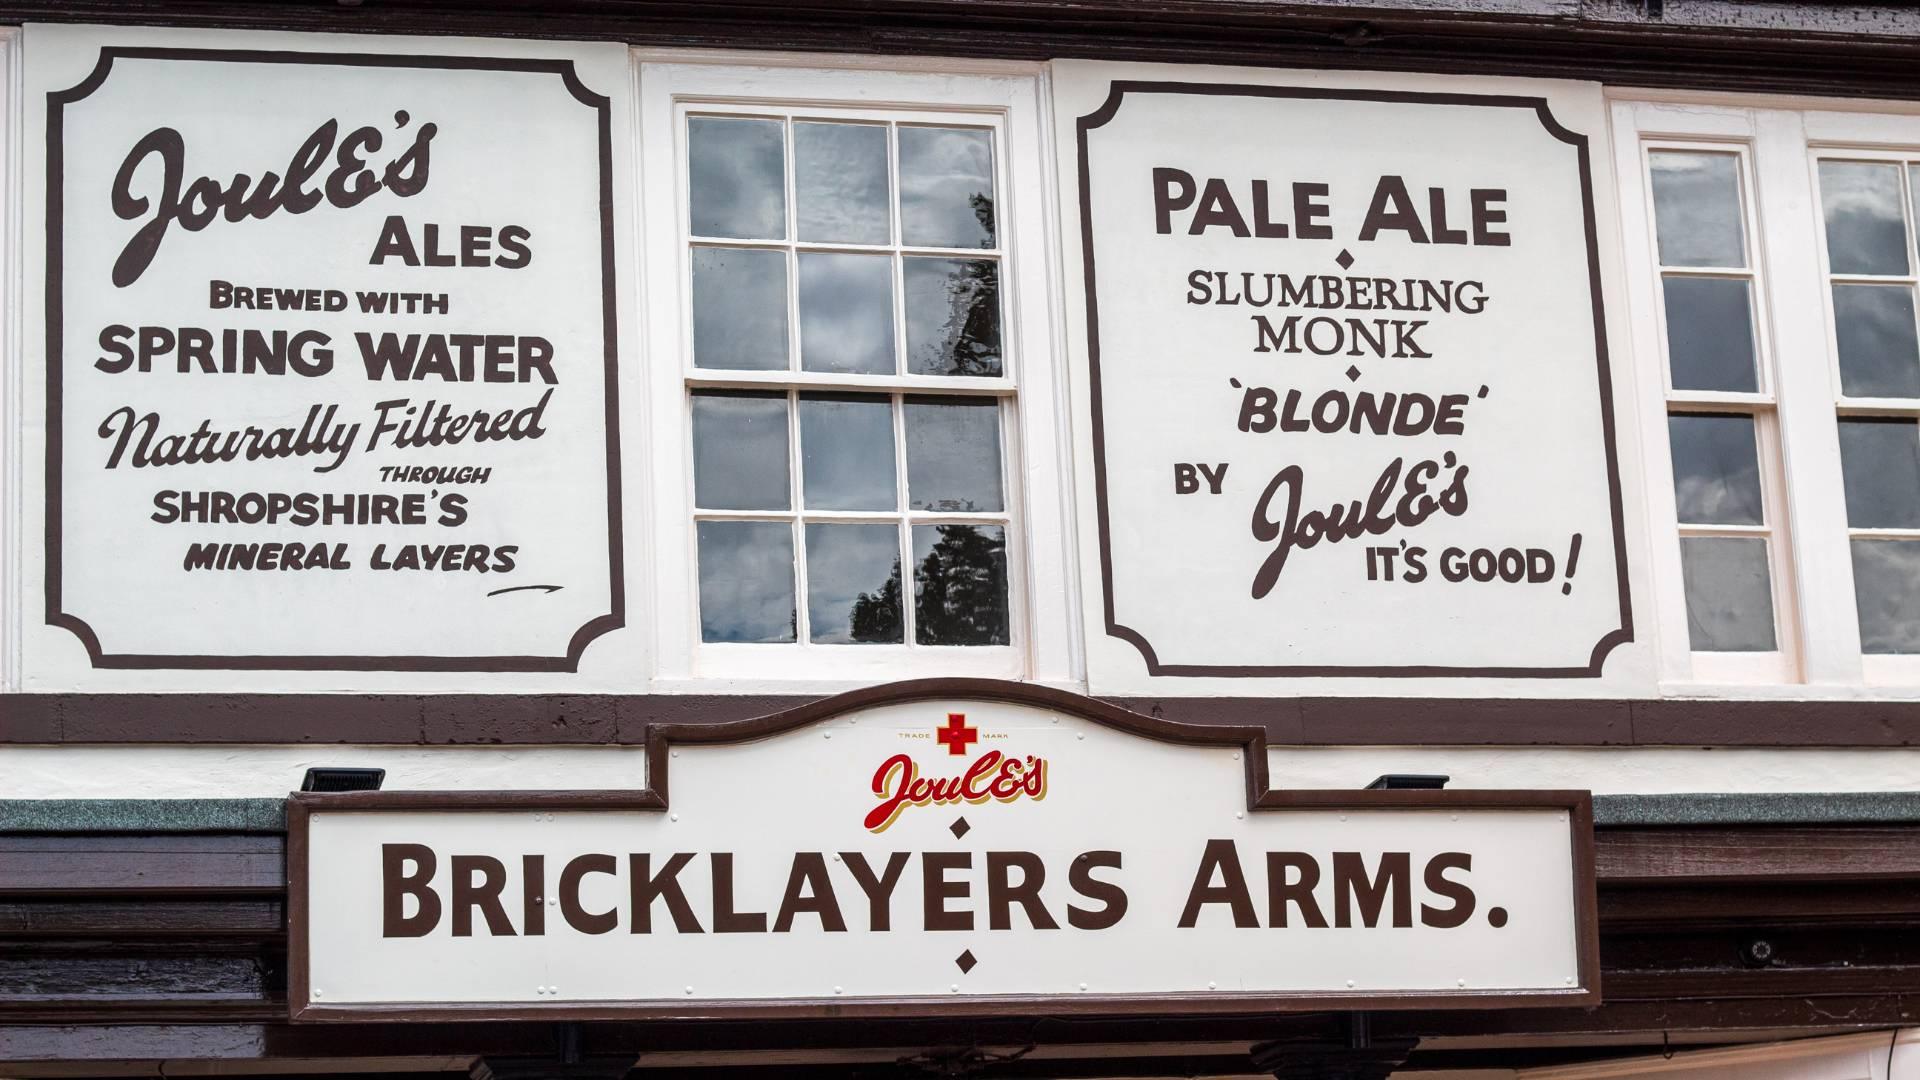 Joule's
ALES
BREWED WITH
SPRING WATER
Naturally Filtered
THROUGH
SHROPSHIRE'S
MINERAL LAYERS
PALE ALE
SLUMBERING
MONK
'BLONDE'
BY Joule's
IT'S GOOD!
TRADE MARK
Joule's
BRICKLAYERS ARMS.